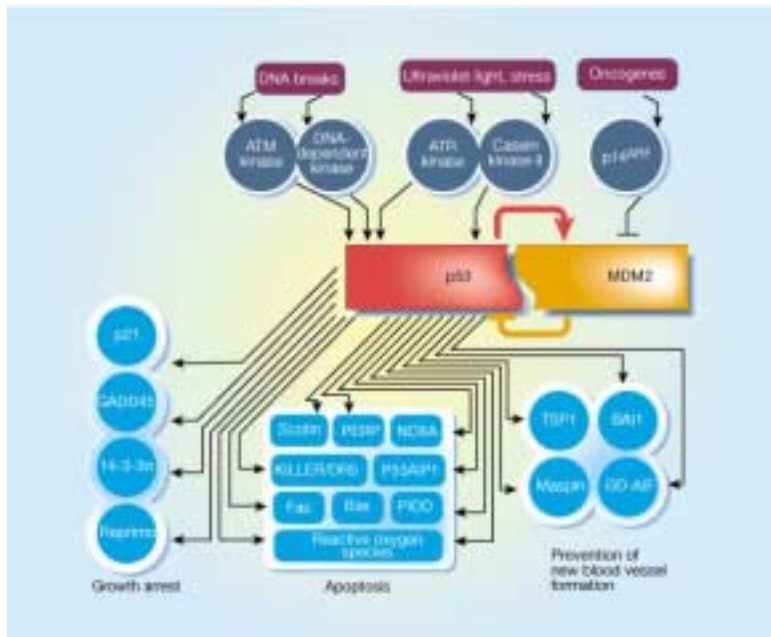 DNA breaks
Ultraviolet light, stress
Oncogenes
ATM
kinase
DNA-
dependent
kinase
ATR
kinase
Casein
kinase-II
p14ARF
p53
MDM2
p21
GADD45
14-3-3σ
Reprimo
Growth arrest
Scotin
PERP
NOXA
KILLER/DR5
P53AIP1
Fas
Bax
PIDD
Reactive oxygen
species
Apoptosis
TSP1
BAI1
Maspin
GD-AiF
Prevention of
new blood vessel
formation